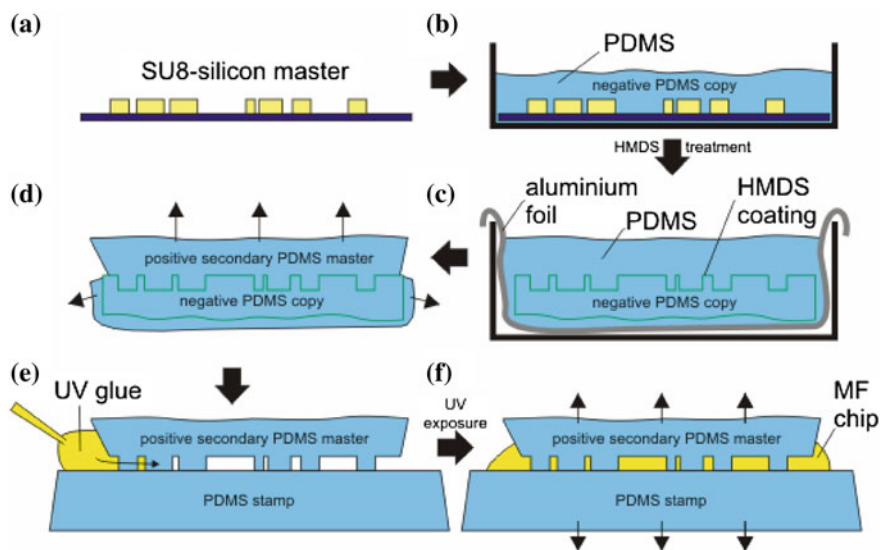 (a)
SU8-silicon master
(b)
PDMS
negative PDMS copy
HMDS treatment
(d)
positive secondary PDMS master
negative PDMS copy
(c)
aluminium
foil
PDMS
HMDS
coating
negative PDMS copy
(e)
UV glue
positive secondary PDMS master
PDMS stamp
UV
exposure
(f)
MF
chip
positive secondary PDMS master
PDMS stamp